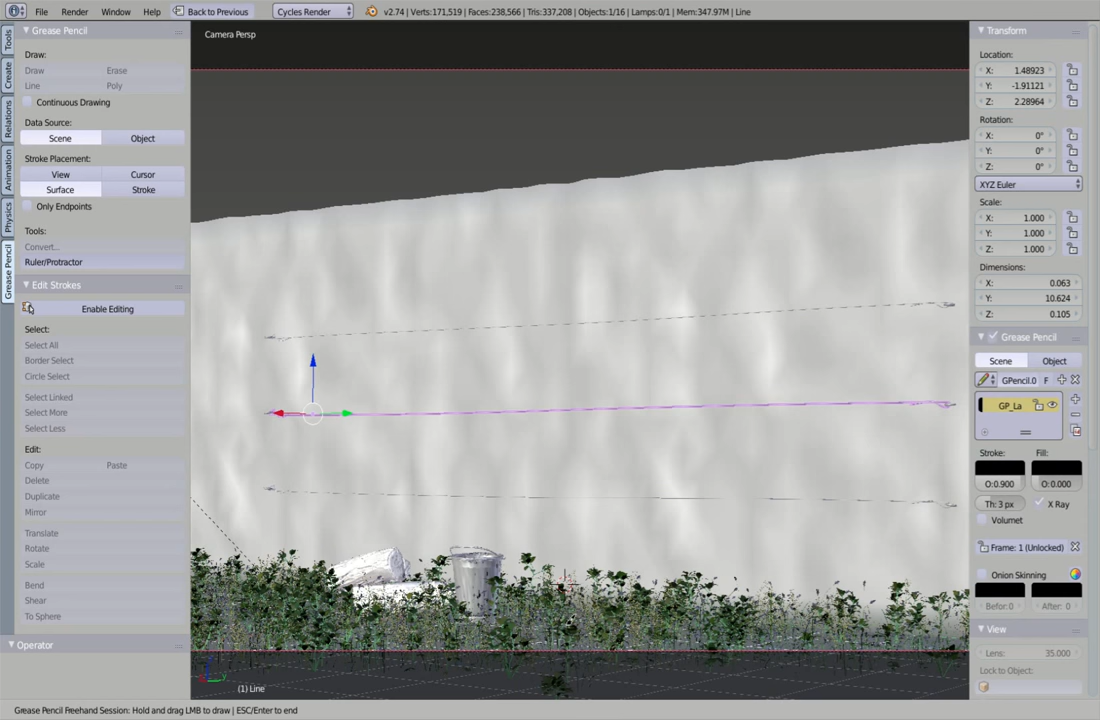 File Render Window Help Back to Previous Cycles Render v2.74 | Verts:171,519 | Faces:238,566 | Tris:337,208 | Objects:1/16 | Lamps:0/1 | Mem:347.97M | Line
Tools
Create
Relations
Animation
Physics
Grease Pencil
Grease Pencil
Draw:
Draw Erase
Line Poly
Continuous Drawing
Data Source:
Scene Object
Stroke Placement:
View Cursor
Surface Stroke
Only Endpoints
Tools:
Convert...
Ruler/Protractor
Edit Strokes
Enable Editing
Select:
Select All
Border Select
Circle Select
Select Linked
Select More
Select Less
Edit:
Copy Paste
Delete
Duplicate
Mirror
Translate
Rotate
Scale
Bend
Shear
To Sphere
Operator
Camera Persp
(1) Line
Transform
Location:
X: 1.48923
Y: -1.91121
Z: 2.28964
Rotation:
X: 0°
Y: 0°
Z: 0°
XYZ Euler
Scale:
X: 1.000
Y: 1.000
Z: 1.000
Dimensions:
X: 0.063
Y: 10.624
Z: 0.105
Grease Pencil
Scene Object
GPencil.0 F
GP_La
Stroke: Fill:
O:0.900 O:0.000
Th: 3 px X Ray
Volumet
Frame: 1 (Unlocked)
Onion Skinning
Befor:0 After: 0
View
Lens: 35.000
Lock to Object:
Grease Pencil Freehand Session: Hold and drag LMB to draw | ESC/Enter to end